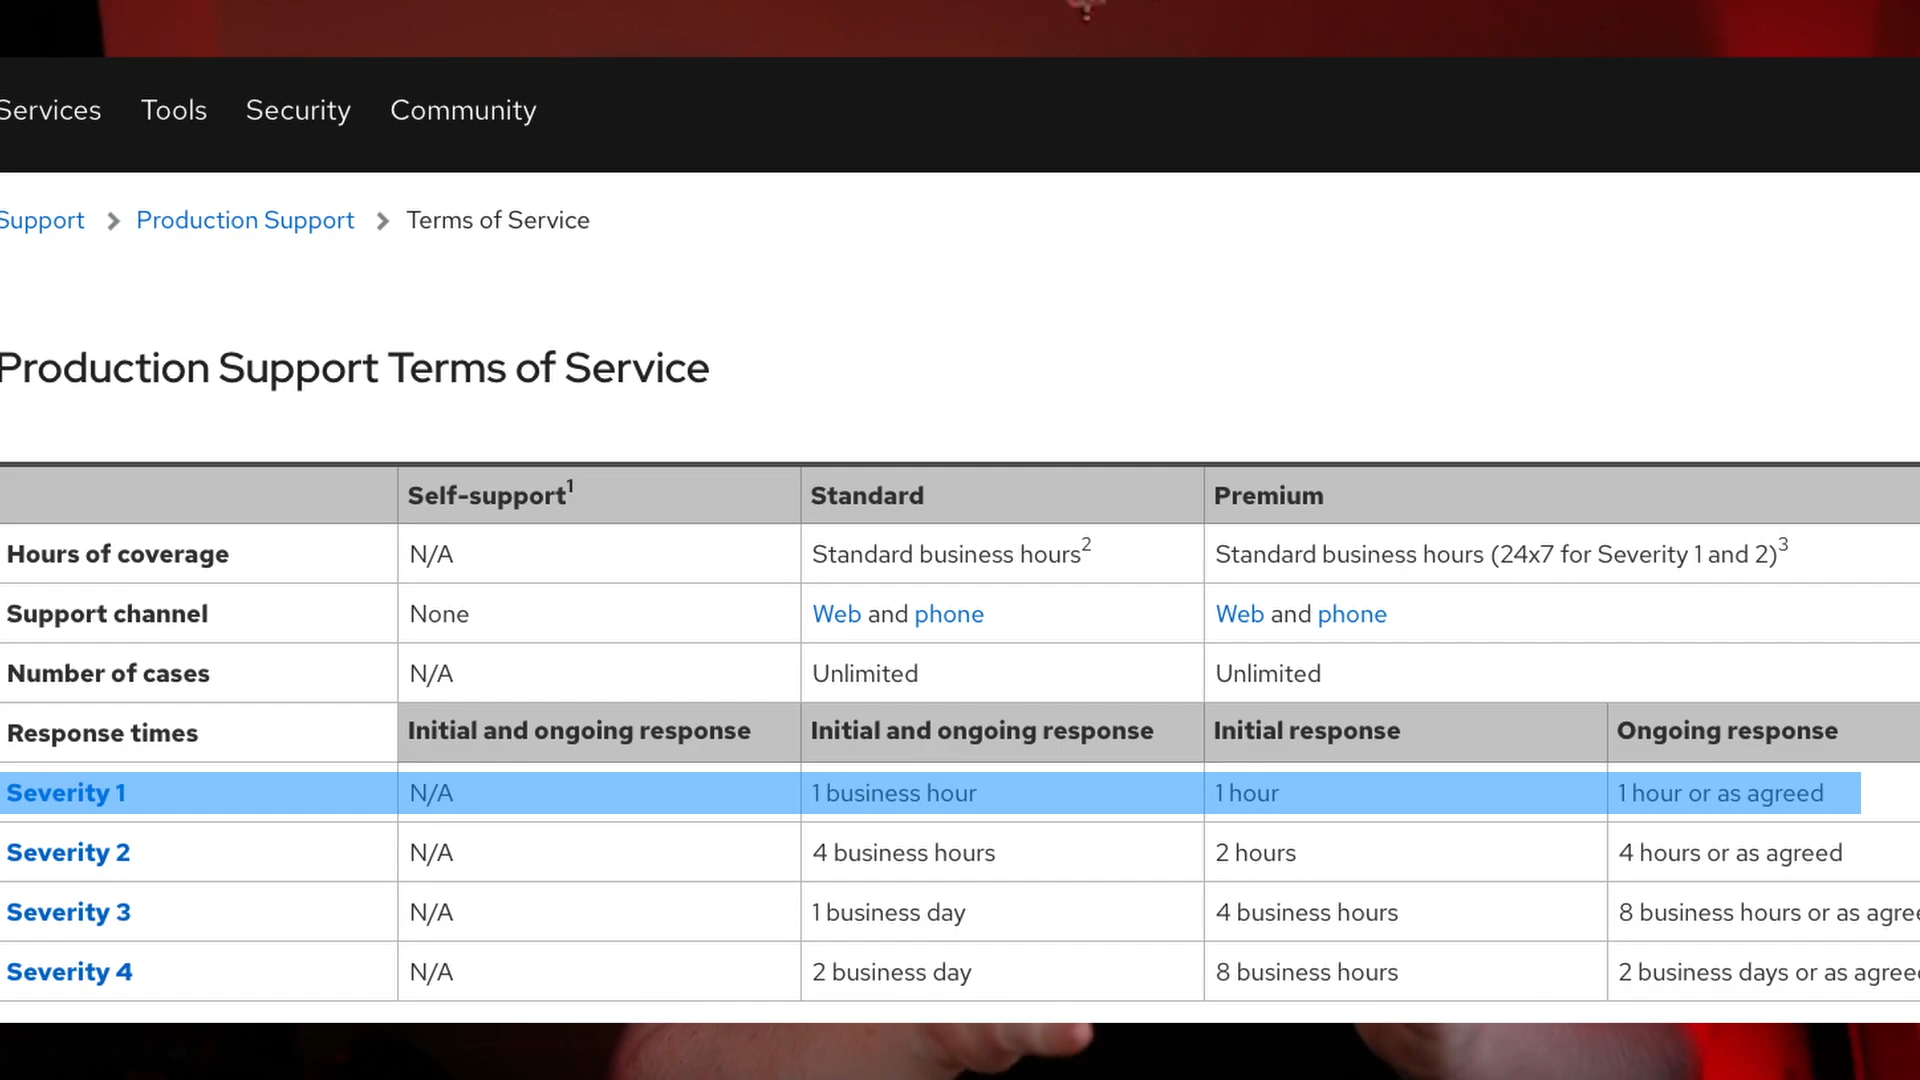 Services Tools Security Community
Support Production Support Terms of Service
Production Support Terms of Service
Self-support1 Standard Premium
Hours of coverage N/A Standard business hours2 Standard business hours (24x7 for Severity 1 and 2)3
Support channel None Web and phone Web and phone
Number of cases N/A Unlimited Unlimited
Response times Initial and ongoing response Initial and ongoing response Initial response Ongoing response
Severity 1 N/A 1 business hour 1 hour 1 hour or as agreed
Severity 2 N/A 4 business hours 2 hours 4 hours or as agreed
Severity 3 N/A 1 business day 4 business hours 8 business hours or as agree
Severity 4 N/A 2 business day 8 business hours 2 business days or as agree